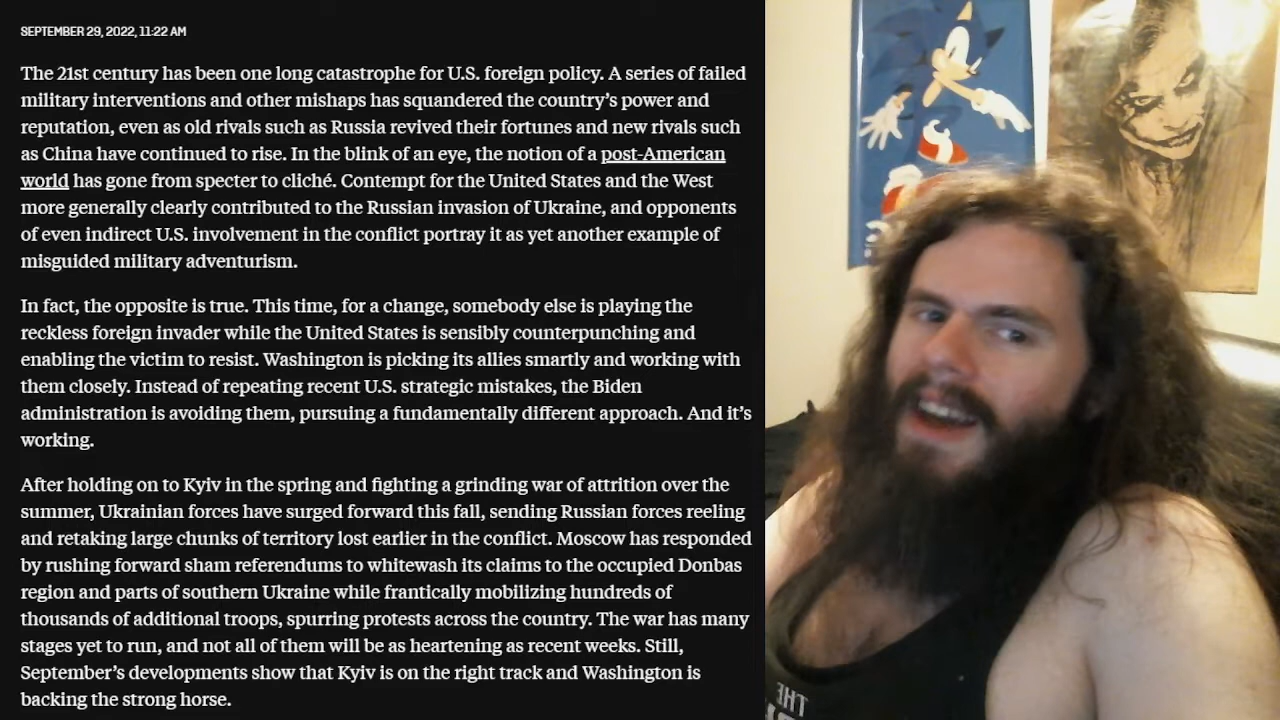 SEPTEMBER 29, 2022, 11:22 AM
The 21st century has been one long catastrophe for U.S. foreign policy. A series of failed
military interventions and other mishaps has squandered the country's power and
reputation, even as old rivals such as Russia revived their fortunes and new rivals such
as China have continued to rise. In the blink of an eye, the notion of a post-American
world has gone from specter to cliché. Contempt for the United States and the West
more generally clearly contributed to the Russian invasion of Ukraine, and opponents
of even indirect U.S. involvement in the conflict portray it as yet another example of
misguided military adventurism.
In fact, the opposite is true. This time, for a change, somebody else is playing the
reckless foreign invader while the United States is sensibly counterpunching and
enabling the victim to resist. Washington is picking its allies smartly and working with
them closely. Instead of repeating recent U.S. strategic mistakes, the Biden
administration is avoiding them, pursuing a fundamentally different approach. And it's
working.
After holding on to Kyiv in the spring and fighting a grinding war of attrition over the
summer, Ukrainian forces have surged forward this fall, sending Russian forces reeling
and retaking large chunks of territory lost earlier in the conflict. Moscow has responded
by rushing forward sham referendums to whitewash its claims to the occupied Donbas
region and parts of southern Ukraine while frantically mobilizing hundreds of
thousands of additional troops, spurring protests across the country. The war has many
stages yet to run, and not all of them will be as heartening as recent weeks. Still,
September's developments show that Kyiv is on the right track and Washington is
backing the strong horse.
THE